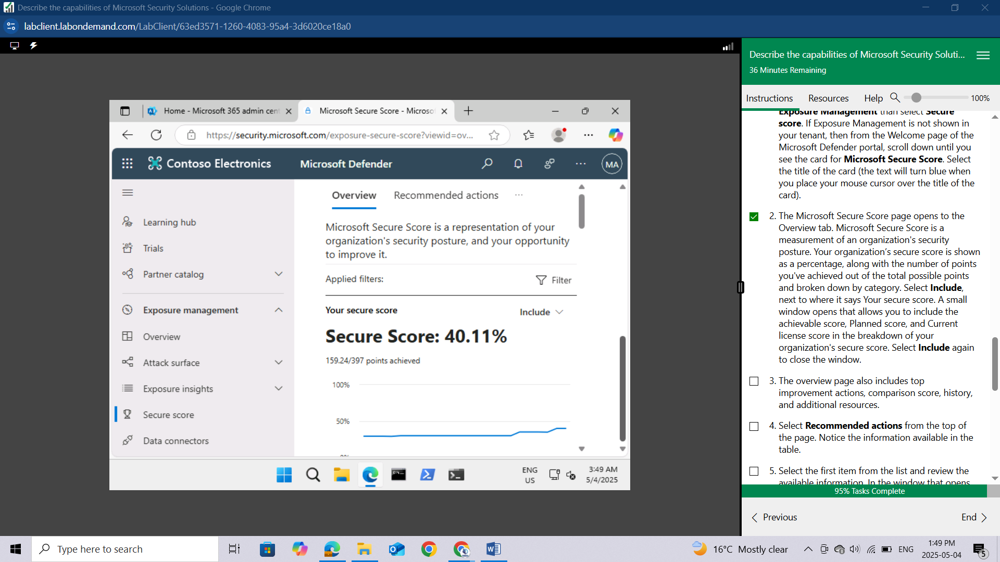 Describe the capabilities of Microsoft Security Solutions - Google Chrome
labclient.labondemand.com/LabClient/63ed3571-1260-4083-95a4-3d6020ce18a0
Home - Microsoft 365 admin cent
Microsoft Secure Score - Microso
https://security.microsoft.com/exposure-secure-score?viewid=ov...
Contoso Electronics
Microsoft Defender
MA
Learning hub
Trials
Partner catalog
Exposure management
Overview
Attack surface
Exposure insights
Secure score
Data connectors
Overview
Recommended actions
Microsoft Secure Score is a representation of your
organization's security posture, and your opportunity
to improve it.
Applied filters:
Filter
Your secure score
Include
Secure Score: 40.11%
159.24/397 points achieved
100%
50%
ENG
US
3:49 AM
5/4/2025
Describe the capabilities of Microsoft Security Soluti...
36 Minutes Remaining
Instructions
Resources
Help
100%
Exposure Management than select Secure
score. If Exposure Management is not shown in
your tenant, then from the Welcome page of the
Microsoft Defender portal, scroll down until you
see the card for Microsoft Secure Score. Select
the title of the card (the text will turn blue when
you place your mouse cursor over the title of the
card).
2. The Microsoft Secure Score page opens to the
Overview tab. Microsoft Secure Score is a
measurement of an organization's security
posture. Your organization's secure score is shown
as a percentage, along with the number of points
you've achieved out of the total possible points
and broken down by category. Select Include,
next to where it says Your secure score. A small
window opens that allows you to include the
achievable score, Planned score, and Current
license score in the breakdown of your
organization's secure score. Select Include again
to close the window.
3. The overview page also includes top
improvement actions, comparison score, history,
and additional resources.
4. Select Recommended actions from the top of
the page. Notice the information available in the
table.
5. Select the first item from the list and review the
available information. In the window that opens
95% Tasks Complete
Previous
End
Type here to search
16°C Mostly clear
ENG
1:49 PM
2025-05-04
5